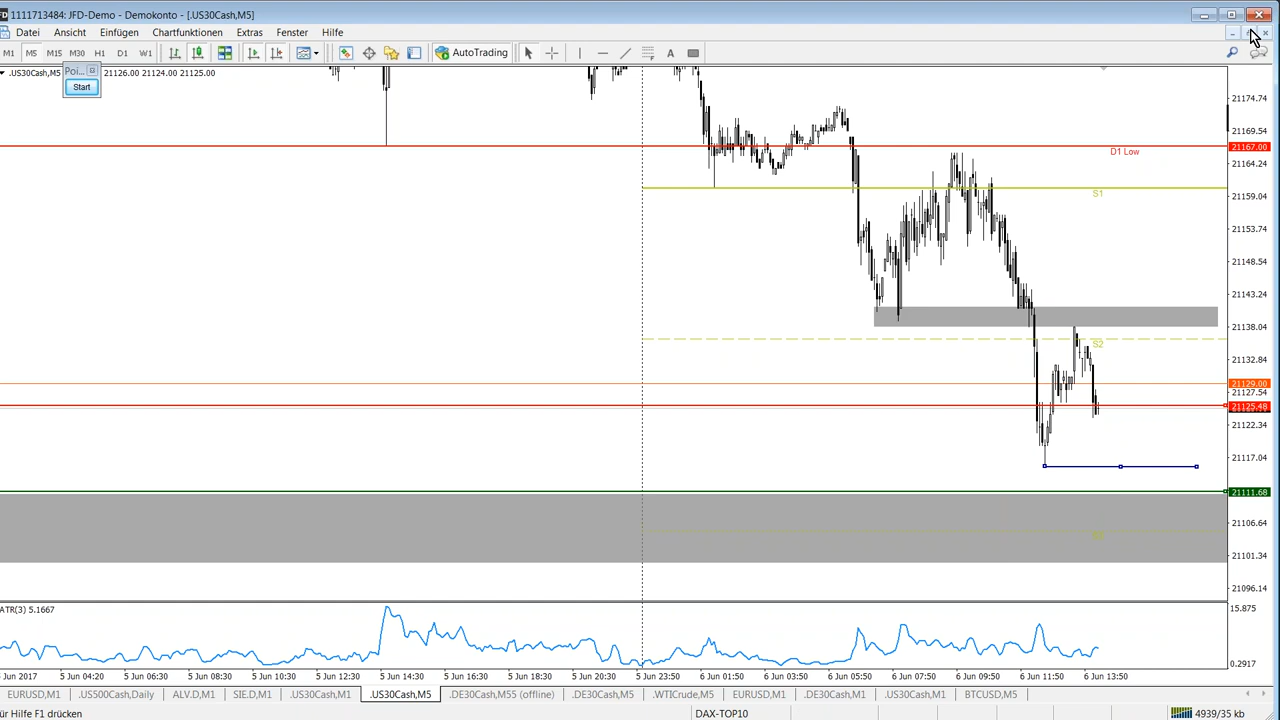 1111713484: JFD-Demo - Demokonto - [.US30Cash,M5]
Datei Ansicht Einfügen Chartfunktionen Extras Fenster Hilfe
M1 M5 M15 M30 H1 D1 W1 AutoTrading A
.US30Cash,M5 21126.00 21124.00 21125.00
Poi...
Start
21174.74
21169.54
21167.00
D1 Low
21164.24
S1
21159.04
21153.74
21148.54
21143.24
21138.04
S2
21132.84
21129.00
21127.54
21125.48
21122.34
21117.04
21111.68
21106.64
21101.34
21096.14
ATR(3) 5.1667
15.875
0.2917
5 Jun 04:20 5 Jun 06:30 5 Jun 08:30 5 Jun 10:30 5 Jun 12:30 5 Jun 14:30 5 Jun 16:30 5 Jun 18:30 5 Jun 20:30 5 Jun 23:50 6 Jun 01:50 6 Jun 03:50 6 Jun 05:50 6 Jun 07:50 6 Jun 09:50 6 Jun 11:50 6 Jun 13:50
Jun 2017
EURUSD,M1 .US500Cash,Daily ALV.D,M1 SIE.D,M1 .US30Cash,M1 .US30Cash,M5 .DE30Cash,M55 (offline) .DE30Cash,M5 .WTICrude,M5 EURUSD,M1 .DE30Cash,M1 .US30Cash,M1 BTCUSD,M5
ür Hilfe F1 drücken DAX-TOP10 4939/35 kb